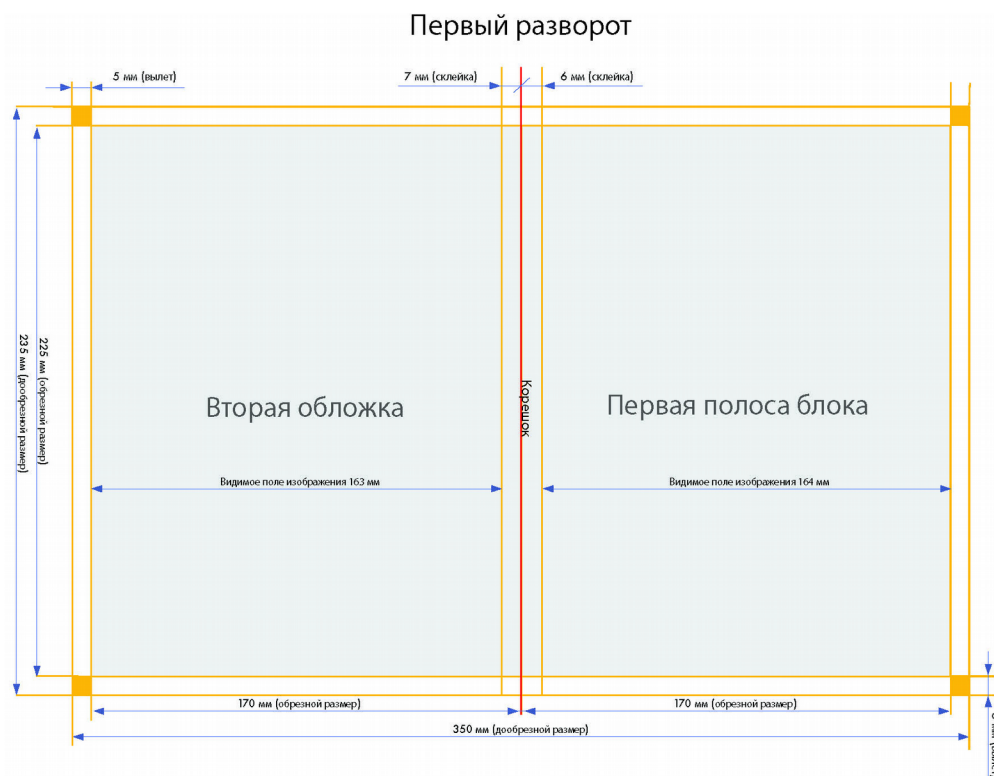 Первый разворот
5 мм (вылет)
7 мм (склейка)
6 мм (склейка)
235 мм (дообрезной размер)
225 мм (обрезной размер)
Вторая обложка
Корешок
Первая полоса блока
Видимое поле изображения 163 мм
Видимое поле изображения 164 мм
170 мм (обрезной размер)
170 мм (обрезной размер)
350 мм (дообрезной размер)